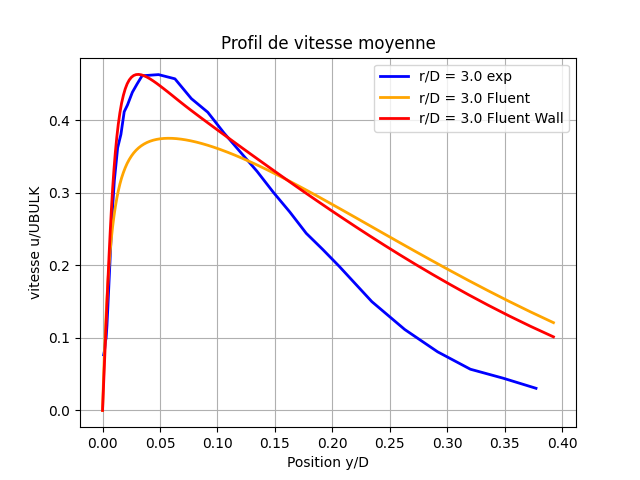 Profil de vitesse moyenne
r/D = 3.0 exp
r/D = 3.0 Fluent
r/D = 3.0 Fluent Wall
vitesse u/UBULK
0.4
0.3
0.2
0.1
0.0
0.00 0.05 0.10 0.15 0.20 0.25 0.30 0.35 0.40
Position y/D